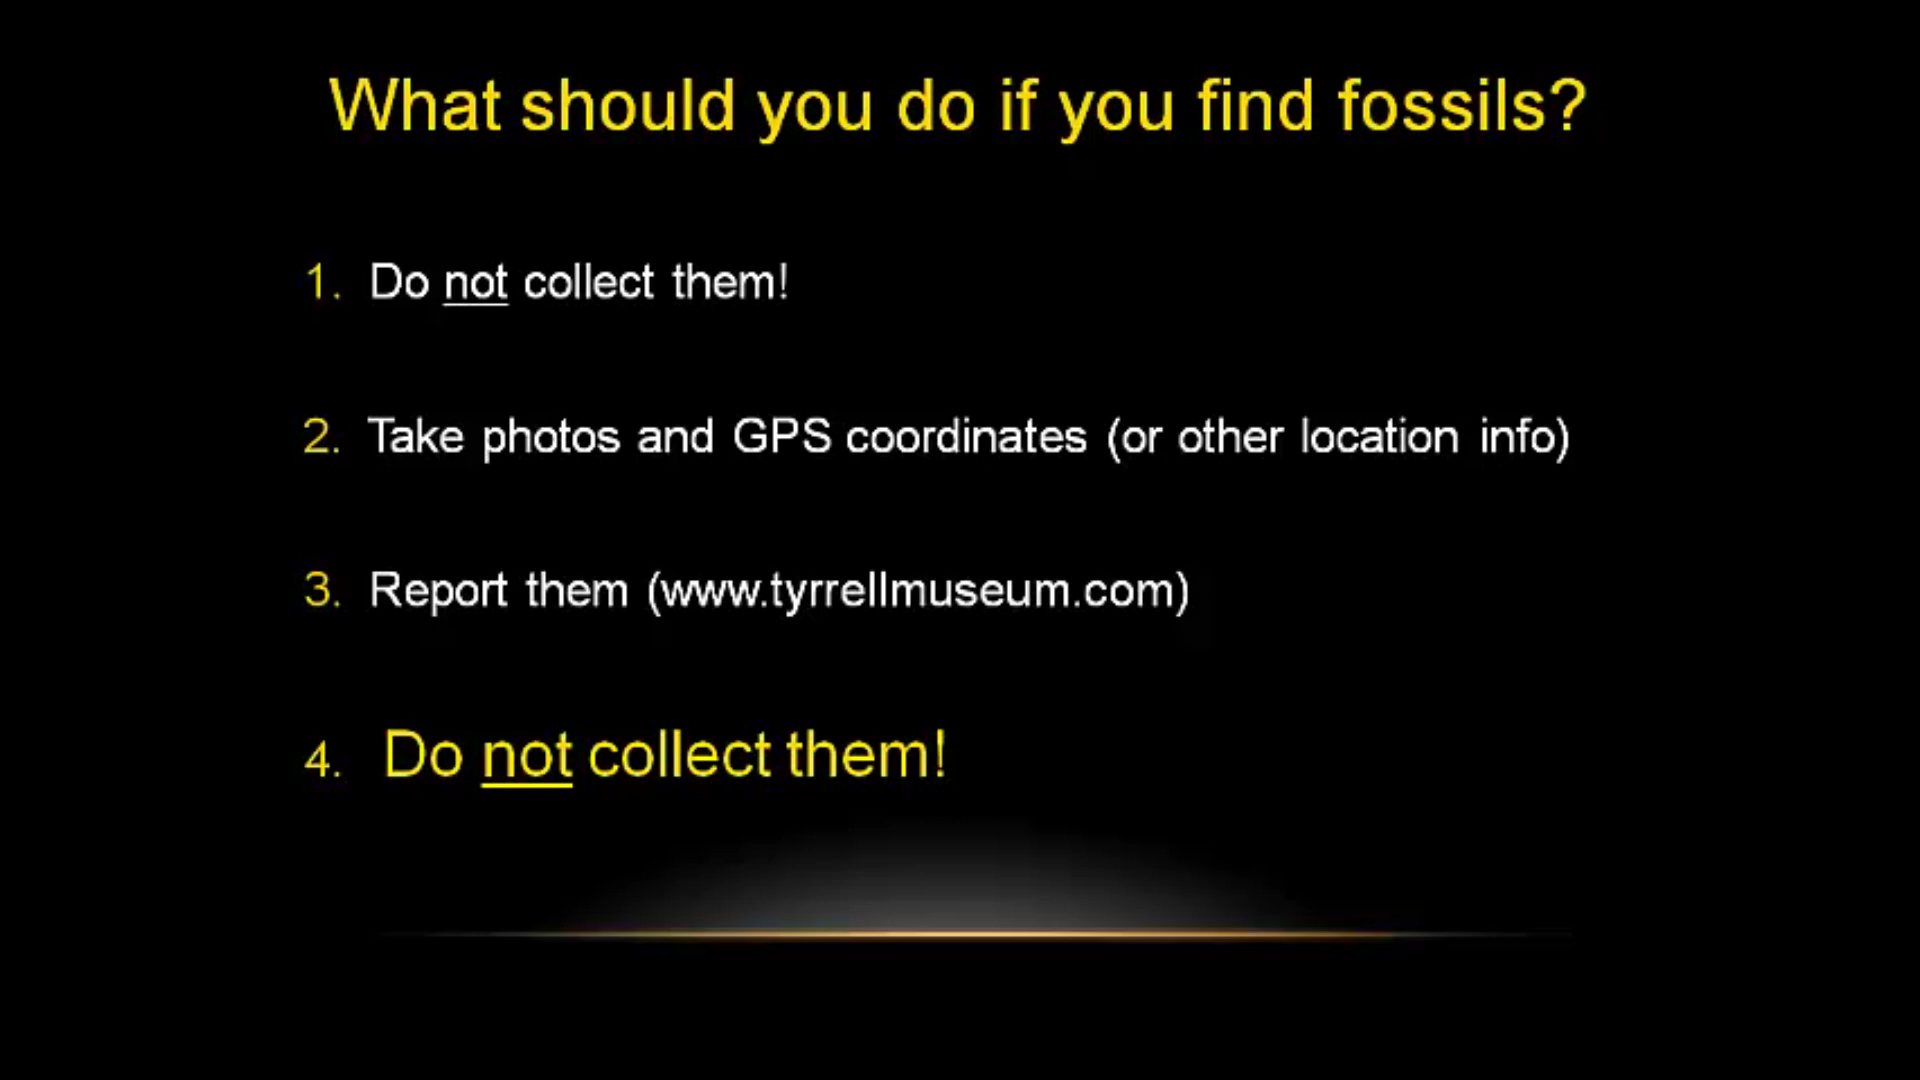 What should you do if you find fossils?
1. Do not collect them!
2. Take photos and GPS coordinates (or other location info)
3. Report them (www.tyrrellmuseum.com)
4. Do not collect them!